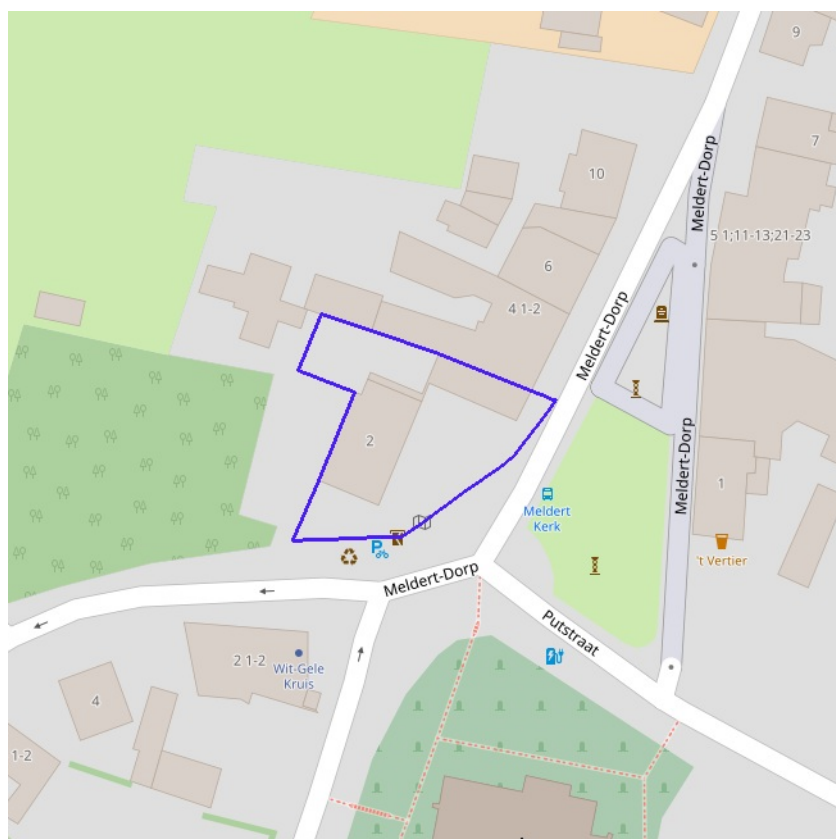 9
7
Meldert-Dorp
10
5 1;11-13;21-23
6
4 1-2
Meldert-Dorp
2
Meldert-Dorp
1
Meldert
Kerk
't Vertier
P
Meldert-Dorp
Putstraat
2 1-2
Wit-Gele
Kruis
4
1-2